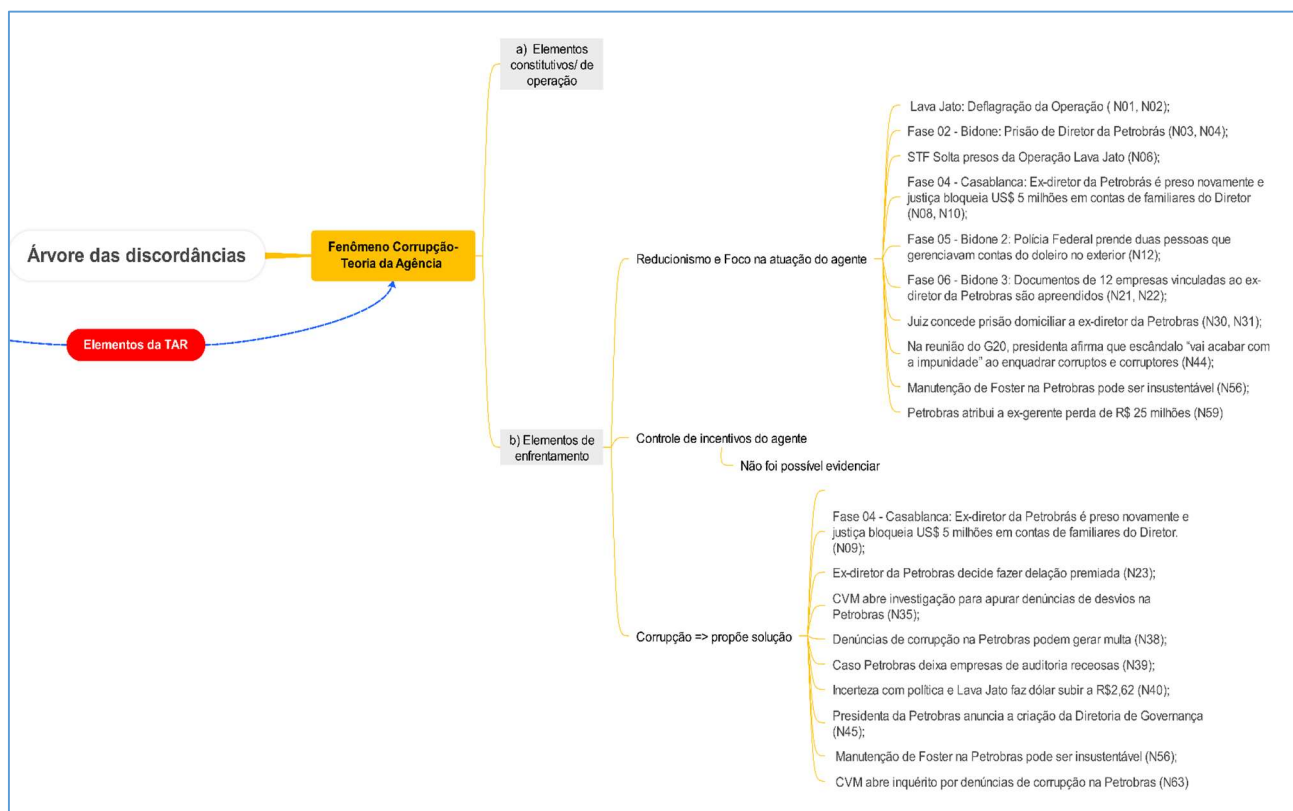 Árvore das discordâncias
Elementos da TAR
Fenômeno Corrupção-
Teoria da Agência
a) Elementos
constitutivos/ de
operação
b) Elementos de
enfrentamento
Reducionismo e Foco na atuação do agente
Lava Jato: Deflagração da Operação ( N01, N02);
Fase 02 - Bidone: Prisão de Diretor da Petrobrás (N03, N04);
STF Solta presos da Operação Lava Jato (N06);
Fase 04 - Casablanca: Ex-diretor da Petrobrás é preso novamente e
justiça bloqueia US$ 5 milhões em contas de familiares do Diretor
(N08, N10);
Fase 05 - Bidone 2: Polícia Federal prende duas pessoas que
gerenciavam contas do doleiro no exterior (N12);
Fase 06 - Bidone 3: Documentos de 12 empresas vinculadas ao ex-
diretor da Petrobras são apreendidos (N21, N22);
Juiz concede prisão domiciliar a ex-diretor da Petrobras (N30, N31);
Na reunião do G20, presidenta afirma que escândalo “vai acabar com
a impunidade” ao enquadrar corruptos e corruptores (N44);
Manutenção de Foster na Petrobras pode ser insustentável (N56);
Petrobras atribui a ex-gerente perda de R$ 25 milhões (N59)
Controle de incentivos do agente
Não foi possível evidenciar
Corrupção => propõe solução
Fase 04 - Casablanca: Ex-diretor da Petrobrás é preso novamente e
justiça bloqueia US$ 5 milhões em contas de familiares do Diretor.
(N09);
Ex-diretor da Petrobras decide fazer delação premiada (N23);
CVM abre investigação para apurar denúncias de desvios na
Petrobras (N35);
Denúncias de corrupção na Petrobras podem gerar multa (N38);
Caso Petrobras deixa empresas de auditoria receosas (N39);
Incerteza com política e Lava Jato faz dólar subir a R$2,62 (N40);
Presidenta da Petrobras anuncia a criação da Diretoria de Governança
(N45);
Manutenção de Foster na Petrobras pode ser insustentável (N56);
CVM abre inquérito por denúncias de corrupção na Petrobras (N63)